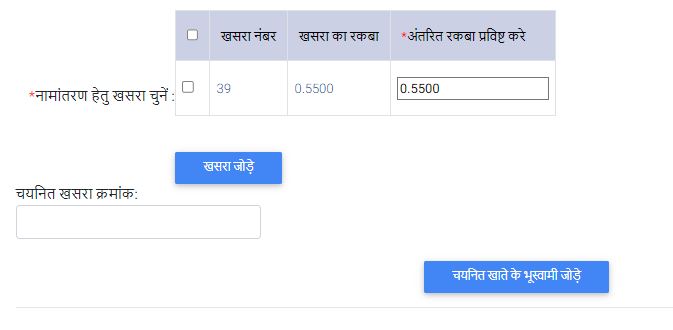 खसरा नंबर खसरा का रकबा *अंतरित रकबा प्रविष्ट करे
*नामांतरण हेतु खसरा चुनें : 39 0.5500 0.5500
खसरा जोड़े
चयनित खसरा क्रमांक:
चयनित खाते के भूस्वामी जोड़े